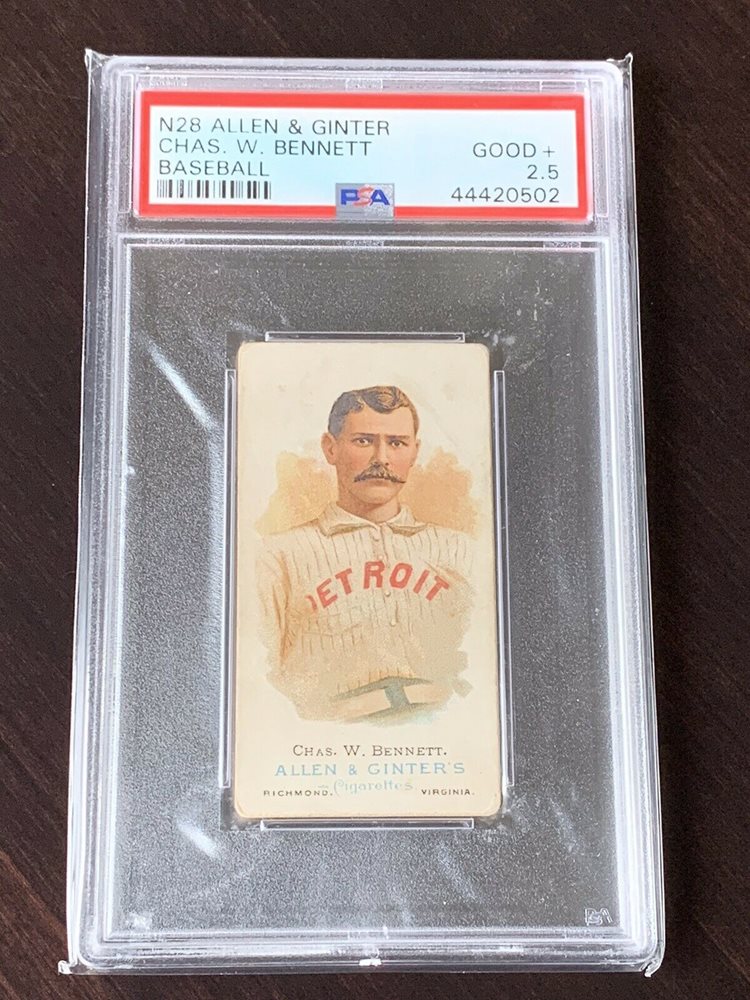 N28 ALLEN & GINTER
CHAS. W. BENNETT GOOD +
BASEBALL 2.5
PSA 44420502
DETROIT
CHAS. W. BENNETT.
ALLEN & GINTER'S
Cigarettes
RICHMOND. VIRGINIA.